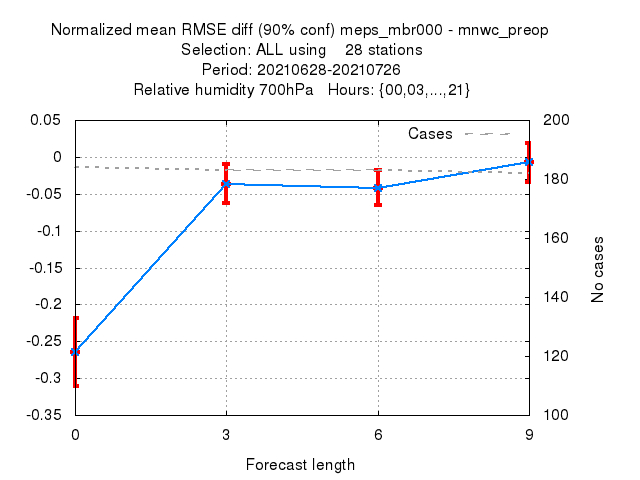 Normalized mean RMSE diff (90% conf) meps_mbr000 - mnwc_preop
Selection: ALL using    28 stations
Period: 20210628-20210726
Relative humidity 700hPa   Hours: {00,03,...,21}
Cases
0.05
0
-0.05
-0.1
-0.15
-0.2
-0.25
-0.3
-0.35
200
180
160
140
120
100
No cases
0 3 6 9
Forecast length